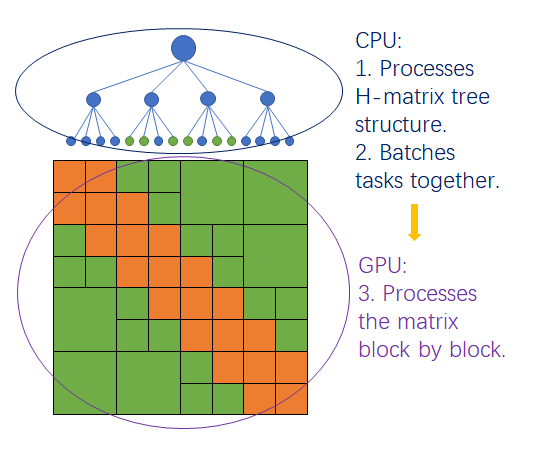 CPU:
1. Processes
H-matrix tree
structure.
2. Batches
tasks together.
GPU:
3. Processes
the matrix
block by block.